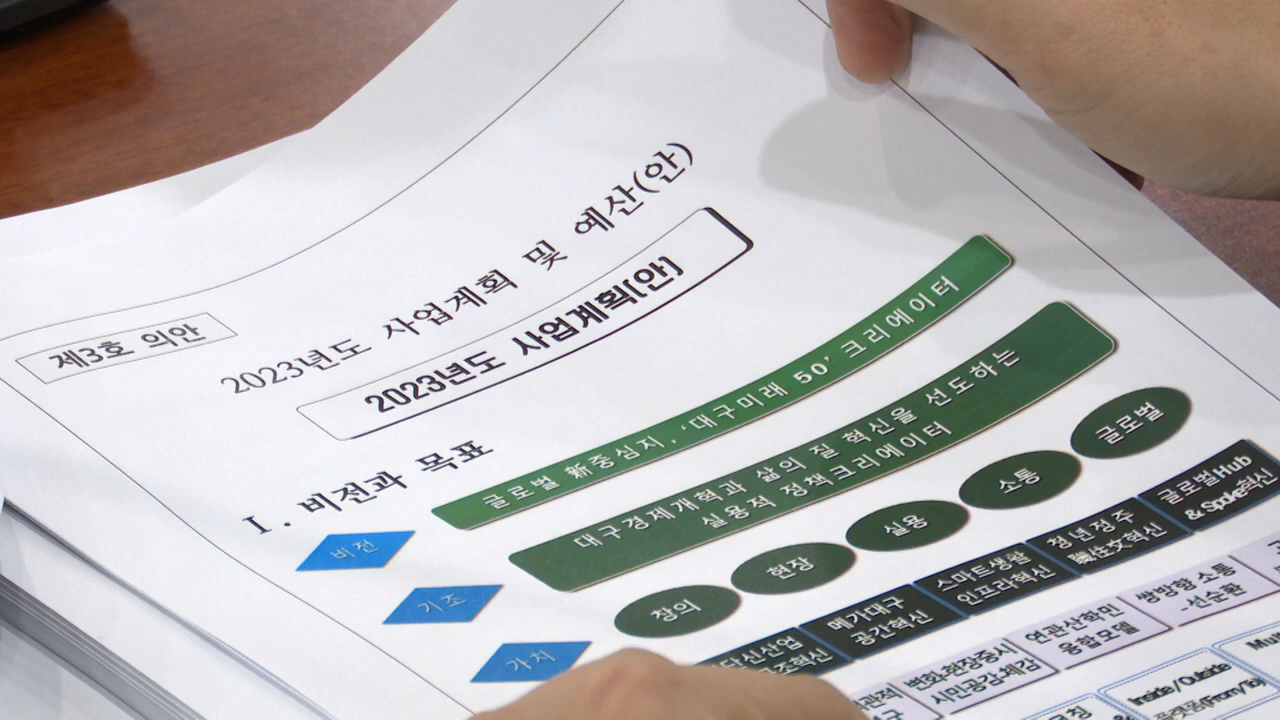 제3호 의안
2023년도 사업계획 및 예산(안)
2023년도 사업계획(안)
Ⅰ. 비전과 목표
비전
글로벌 新중심지, '대구미래 50' 크리에이터
기조
대구경제개혁과 삶의 질 혁신을 선도하는
실용적 정책크리에이터
가치
창의
현장
실용
소통
글로벌
신산업
조혁신
메가대구
공간혁신
스마트생활
인프라혁신
청년정주
職住文혁신
글로벌Hub
& Spoke혁신
변화·현장중시
시민공감·체감
연관산학민
융합모델
쌍방향 소통
선순환
Inside / Outside
(From/To)